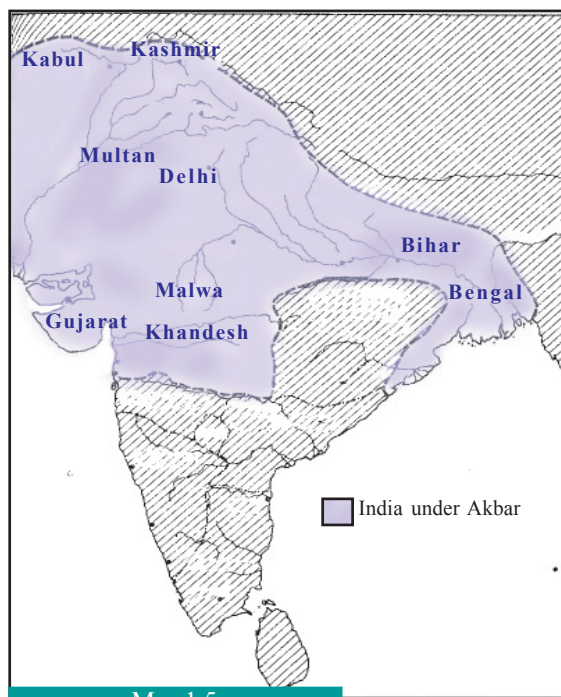 Kashmir
Kabul
Multan
Delhi
Bihar
Malwa
Bengal
Gujarat
Khandesh
India under Akbar